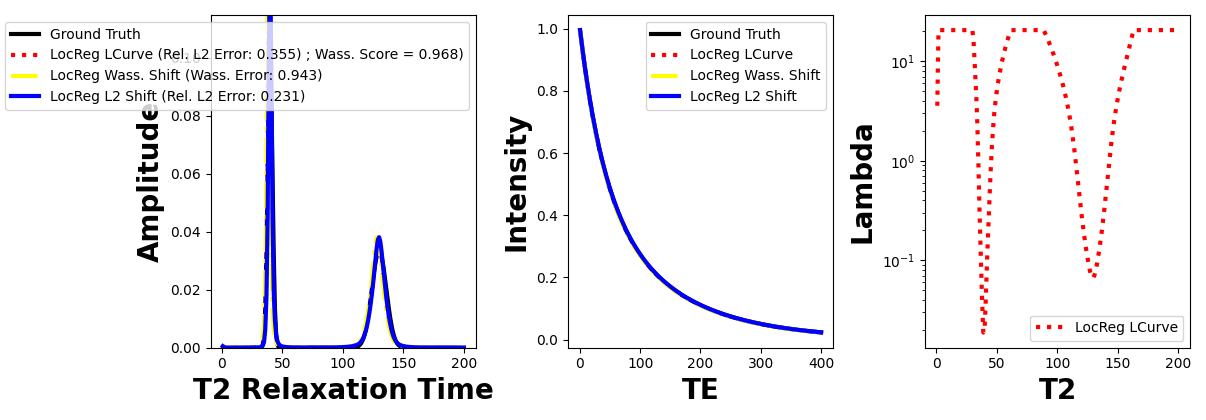 Ground Truth
LocReg LCurve (Rel. L2 Error: 0.355) ; Wass. Score = 0.968)
LocReg Wass. Shift (Wass. Error: 0.943)
LocReg L2 Shift (Rel. L2 Error: 0.231)
0.10
0.08
0.06
0.04
0.02
0.00
Amplitude
0 50 100 150 200
T2 Relaxation Time
Ground Truth
LocReg LCurve
LocReg Wass. Shift
LocReg L2 Shift
1.0
0.8
0.6
0.4
0.2
0.0
Intensity
0 100 200 300 400
TE
10¹
10⁰
10⁻¹
Lambda
LocReg LCurve
0 50 100 150 200
T2